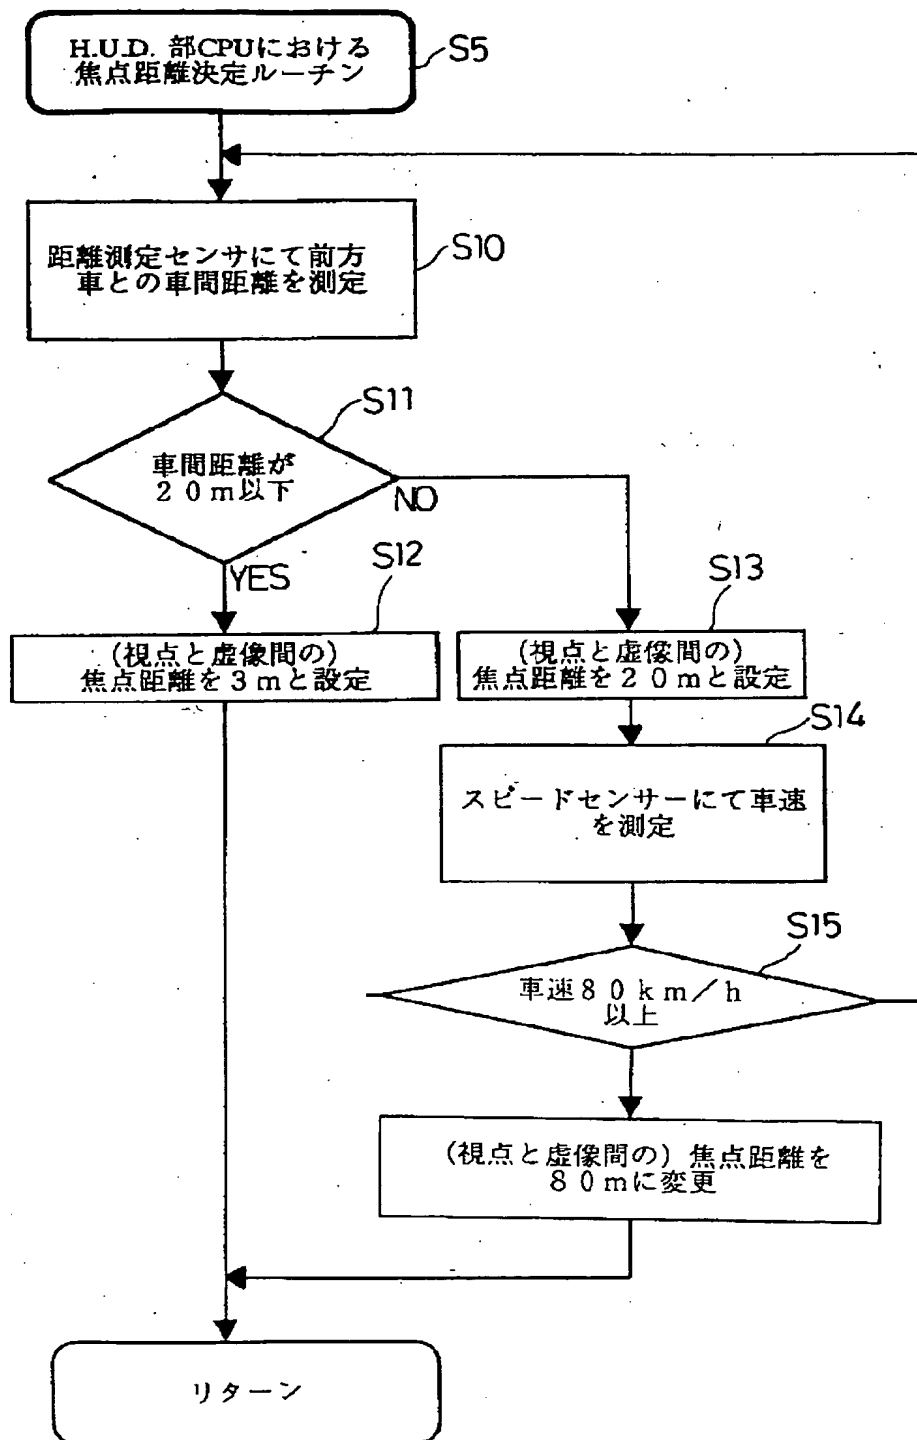 H.U.D. 部CPUにおける
焦点距離決定ルーチン
S5
距離測定センサにて前方
車との車間距離を測定
S10
S11
車間距離が
20m以下
NO
YES
S12
(視点と虚像間の)
焦点距離を3mと設定
S13
(視点と虚像間の)
焦点距離を20mと設定
S14
スピードセンサーにて車速
を測定
S15
車速80km/h
以上
(視点と虚像間の) 焦点距離を
80mに変更
リターン